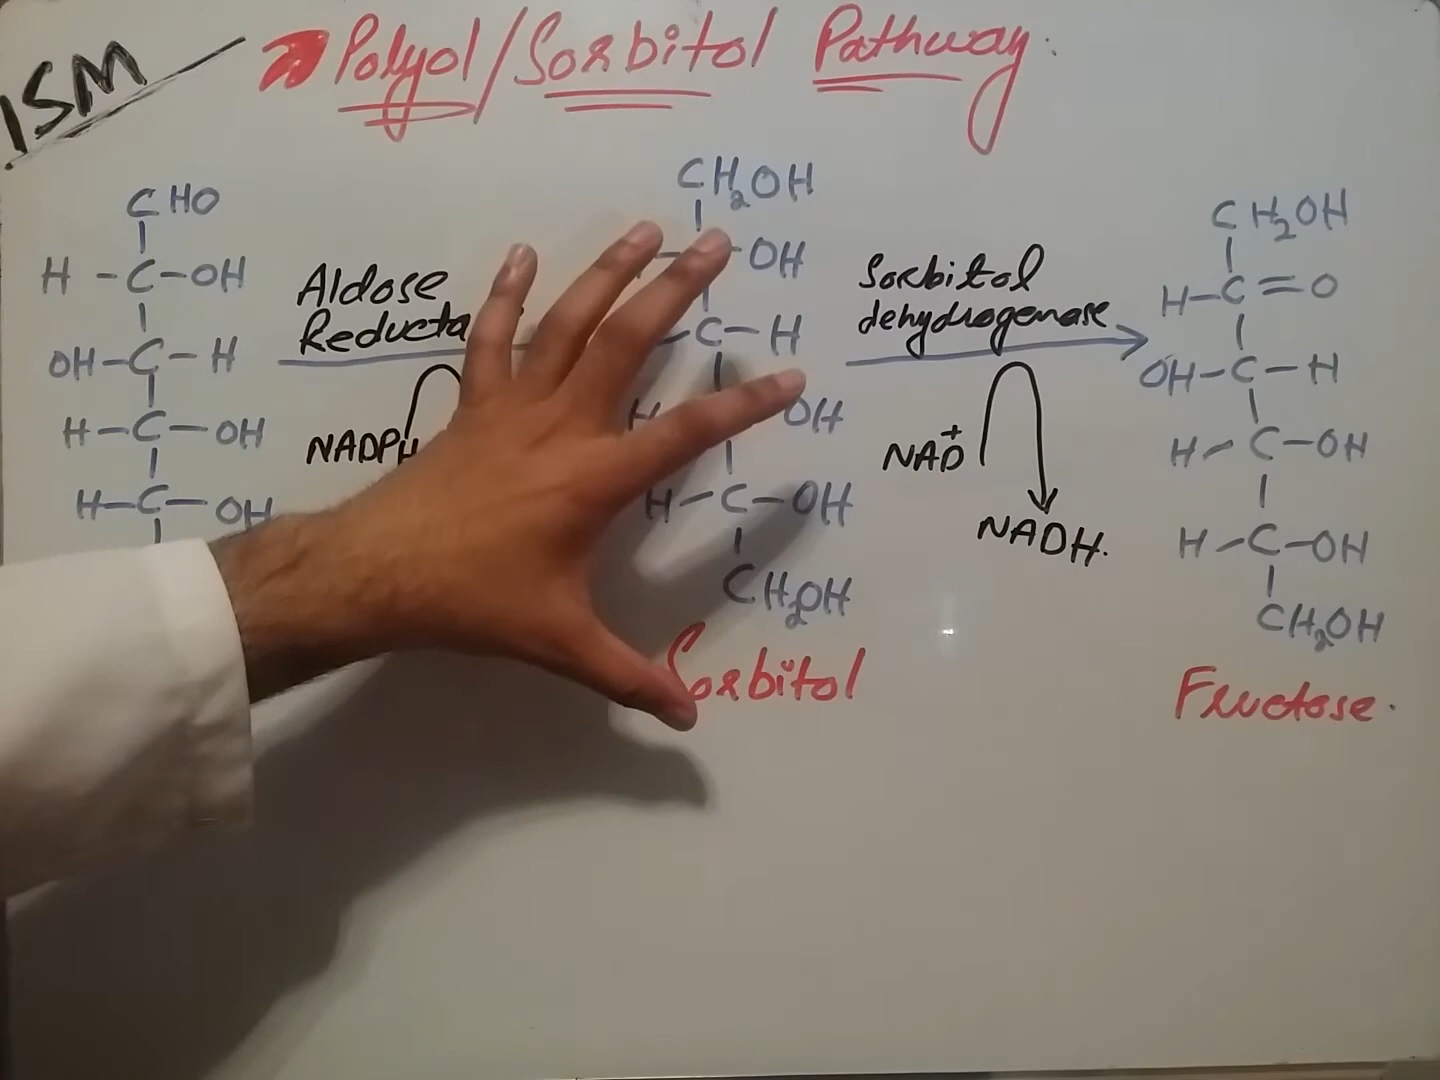 ISM
Polyol/Sorbitol Pathway.
CHO
H-C-OH
OH-C-H
H-C-OH
H-C-OH
Aldose
NADPH
CH2OH
OH
C-H
H OH
H-C-OH
CH2OH
Sorbitol
Sorbitol
dehydrogenase
NAD+
NADH.
CH2OH
H-C=O
OH-C-H
H-C-OH
H-C-OH
CH2OH
Fructose.